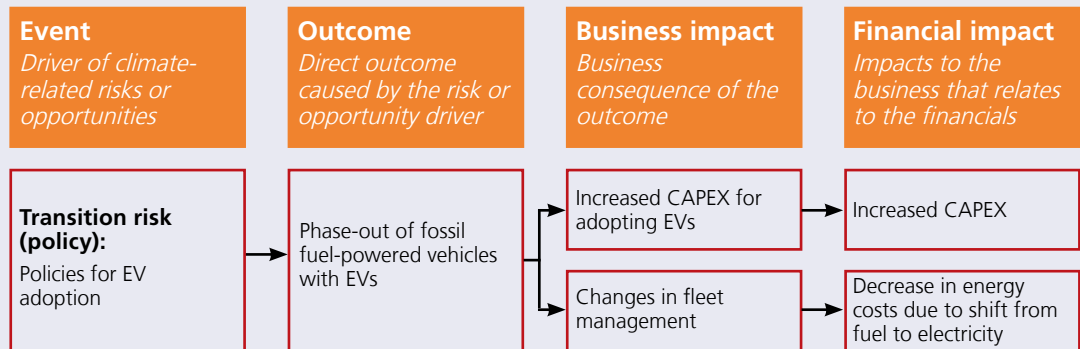 Event
Driver of climate-
related risks or
opportunities
Outcome
Direct outcome
caused by the risk or
opportunity driver
Business impact
Business
consequence of the
outcome
Financial impact
Impacts to the
business that relates
to the financials
Transition risk
(policy):
Policies for EV
adoption
Phase-out of fossil
fuel-powered vehicles
with EVs
Increased CAPEX for
adopting EVs
Increased CAPEX
Changes in fleet
management
Decrease in energy
costs due to shift from
fuel to electricity